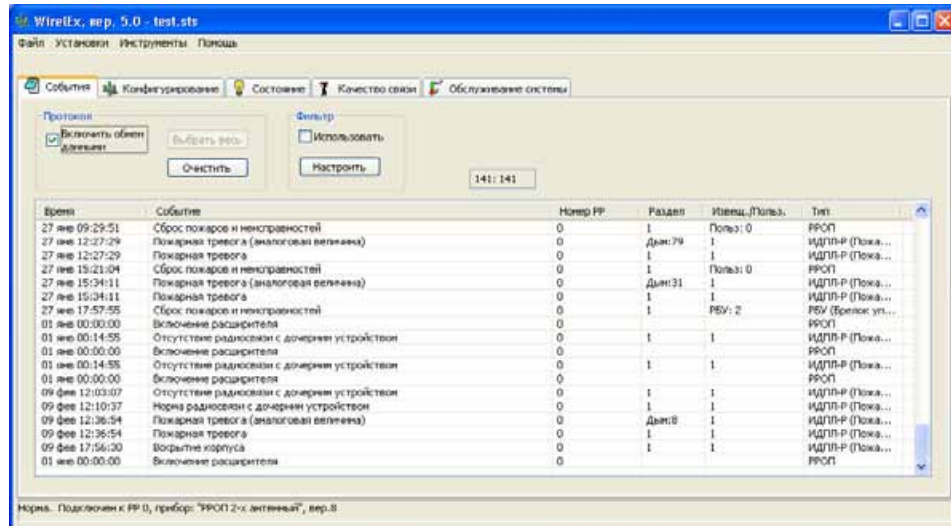 WirelEx, вер. 5.0 - test.sts
Файл Установки Инструменты Помощь
События Конфигурирование Состояние Качество связи Обслуживание системы
Протокол Фильтр
Включить обмен данными Выбрать весь Использовать
Очистить Настроить
141: 141
Время Событие Номер РР Раздел Извещ./Польз. Тип
27 янв 09:29:51 Сброс пожаров и неисправностей 0 1 Польз: 0 РРОП
27 янв 12:27:29 Пожарная тревога (аналоговая величина) 0 Дым:79 1 ИДПЛ-Р (Пожа...
27 янв 12:27:29 Пожарная тревога 0 1 1 ИДПЛ-Р (Пожа...
27 янв 15:21:04 Сброс пожаров и неисправностей 0 1 Польз: 0 РРОП
27 янв 15:34:11 Пожарная тревога (аналоговая величина) 0 Дым:31 1 ИДПЛ-Р (Пожа...
27 янв 15:34:11 Пожарная тревога 0 1 1 ИДПЛ-Р (Пожа...
27 янв 17:57:55 Сброс пожаров и неисправностей 0 1 РБУ: 2 РБУ (Брелок уп...
01 янв 00:00:00 Включение расширителя 0 РРОП
01 янв 00:14:55 Отсутствие радиосвязи с дочерним устройством 0 1 1 ИДПЛ-Р (Пожа...
01 янв 00:00:00 Включение расширителя 0 РРОП
01 янв 00:14:55 Отсутствие радиосвязи с дочерним устройством 0 1 1 ИДПЛ-Р (Пожа...
01 янв 00:00:00 Включение расширителя 0 РРОП
09 фев 12:03:07 Отсутствие радиосвязи с дочерним устройством 0 1 1 ИДПЛ-Р (Пожа...
09 фев 12:10:37 Норма радиосвязи с дочерним устройством 0 1 1 ИДПЛ-Р (Пожа...
09 фев 12:36:54 Пожарная тревога (аналоговая величина) 0 Дым:8 1 ИДПЛ-Р (Пожа...
09 фев 12:36:54 Пожарная тревога 0 1 1 ИДПЛ-Р (Пожа...
09 фев 17:56:30 Вскрытие корпуса 0 1 1 ИДПЛ-Р (Пожа...
01 янв 00:00:00 Включение расширителя 0 РРОП
Норма. Подключен к РР 0, прибор: "РРОП 2-х антенный", вер.8